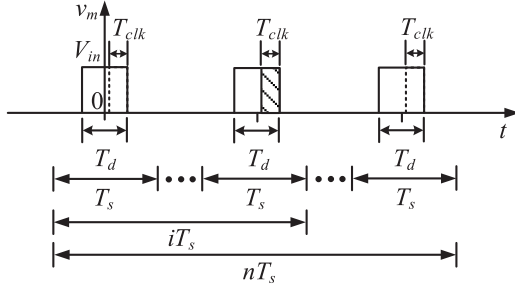 v_m
T_clk T_clk T_clk
V_in
0
t
T_d T_d T_d
••• •••
T_s T_s T_s
iT_s
nT_s